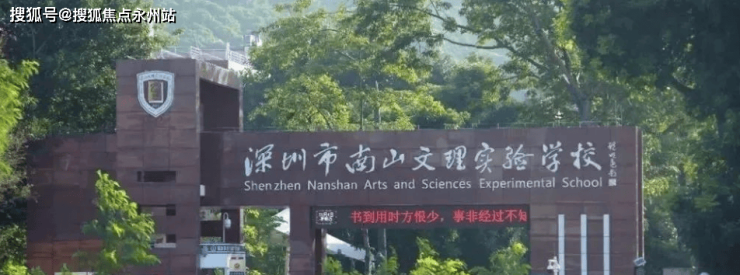 搜狐号@搜狐焦点永州站
深圳市南山文理实验学校
Shenzhen Nanshan Arts and Sciences Experimental School
书到用时方恨少，事非经过不知